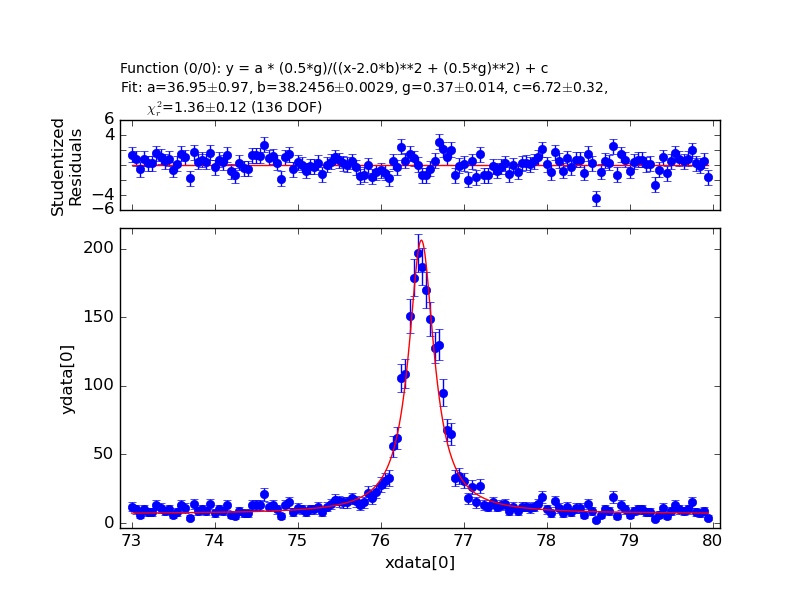 Function (0/0): y = a * (0.5*g)/((x-2.0*b)**2 + (0.5*g)**2) + c
Fit: a=36.95±0.97, b=38.2456±0.0029, g=0.37±0.014, c=6.72±0.32,
χ²ᵣ=1.36±0.12 (136 DOF)
6
4
−4
−6
Studentized
Residuals
200
150
100
50
0
ydata[0]
73 74 75 76 77 78 79 80
xdata[0]